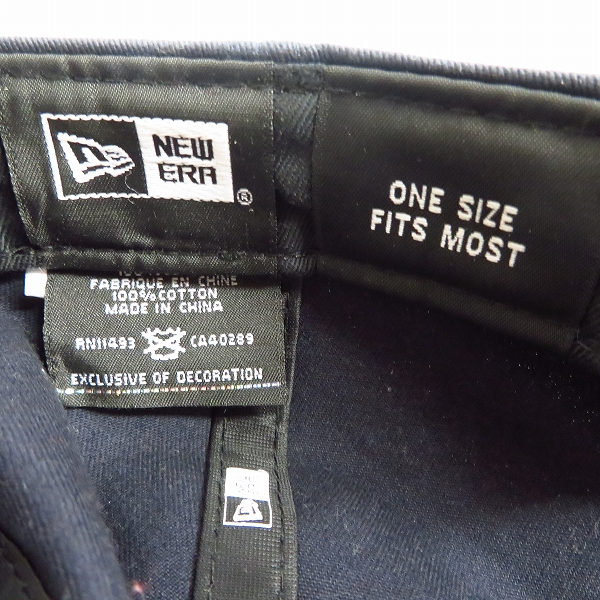 NEW
ERA
®
ONE SIZE
FITS MOST
FABRIQUE EN CHINE
100% COTTON
MADE IN CHINA
RN11493 CA40289
EXCLUSIVE OF DECORATION